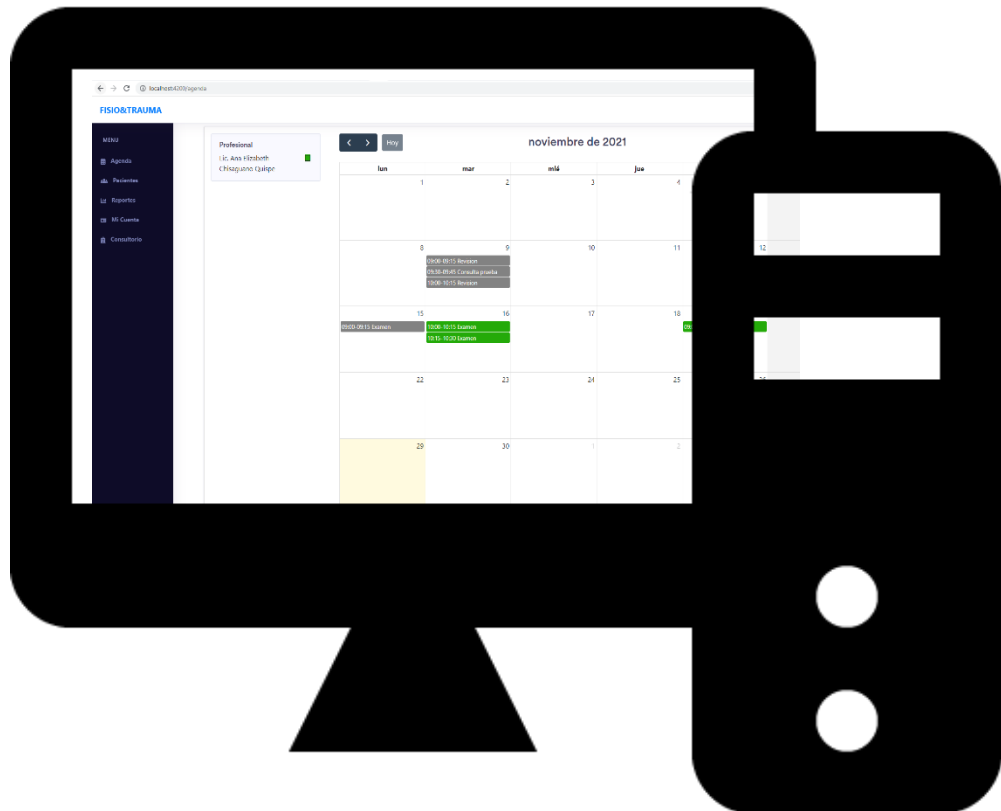 localhost:4200/agenda
FISIO&TRAUMA
MENU
Agenda
Pacientes
Reportes
Mi Cuenta
Consultorio
Profesional
Lic. Ana Elizabeth
Chisaguano Quispe
Hoy
noviembre de 2021
lun mar mié jue
1 2 3 4
8 9 10 11 12
09:00-09:15 Revision
09:30-09:45 Consulta prueba
10:00-10:15 Revision
15 16 17 18
09:00-09:15 Examen
10:00-10:15 Examen
10:15-10:30 Examen
22 23 24 25
29 30 1 2